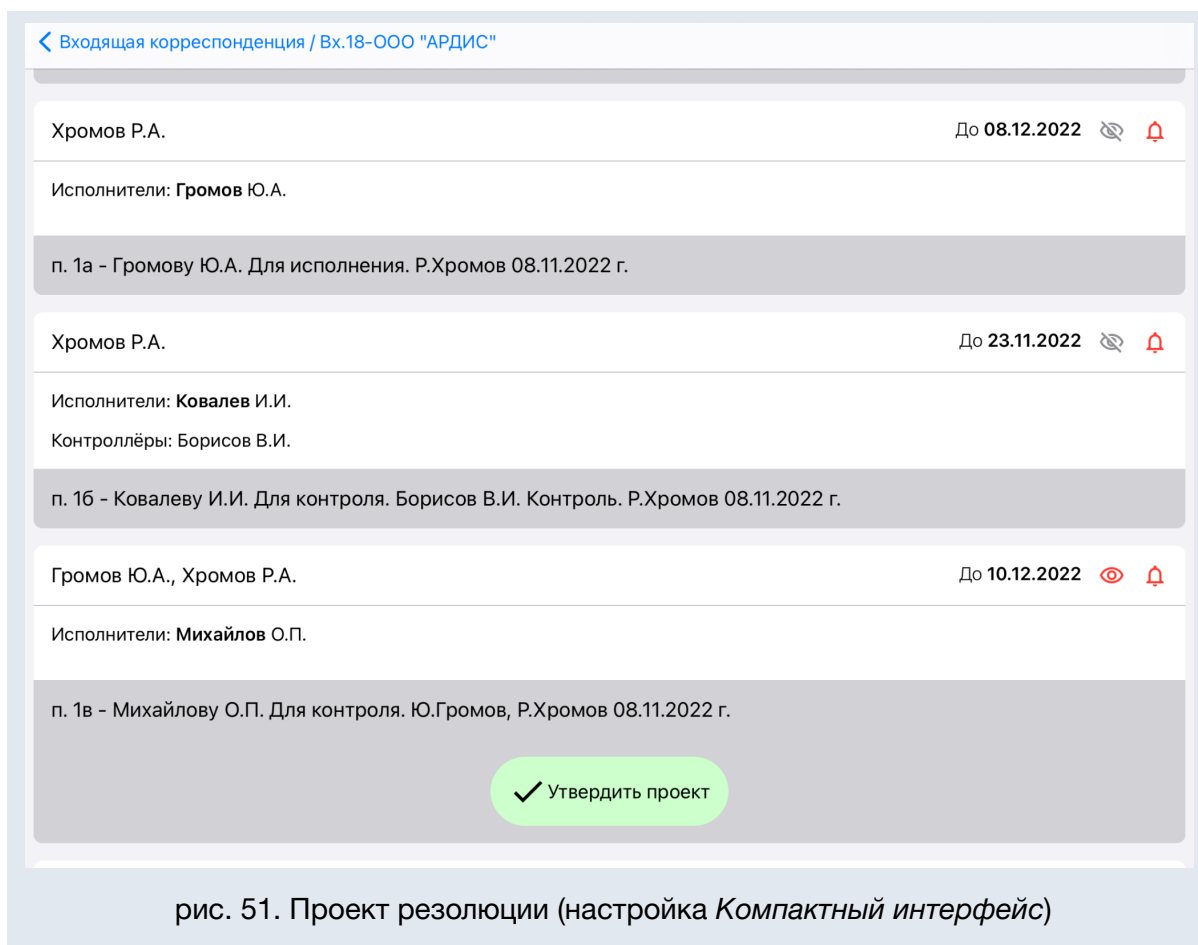 Входящая корреспонденция / Вх.18-ООО "АРДИС"
Хромов Р.А. До 08.12.2022
Исполнители: Громов Ю.А.
п. 1а - Громову Ю.А. Для исполнения. Р.Хромов 08.11.2022 г.
Хромов Р.А. До 23.11.2022
Исполнители: Ковалев И.И.
Контроллёры: Борисов В.И.
п. 1б - Ковалеву И.И. Для контроля. Борисов В.И. Контроль. Р.Хромов 08.11.2022 г.
Громов Ю.А., Хромов Р.А. До 10.12.2022
Исполнители: Михайлов О.П.
п. 1в - Михайлову О.П. Для контроля. Ю.Громов, Р.Хромов 08.11.2022 г.
Утвердить проект
рис. 51. Проект резолюции (настройка Компактный интерфейс)